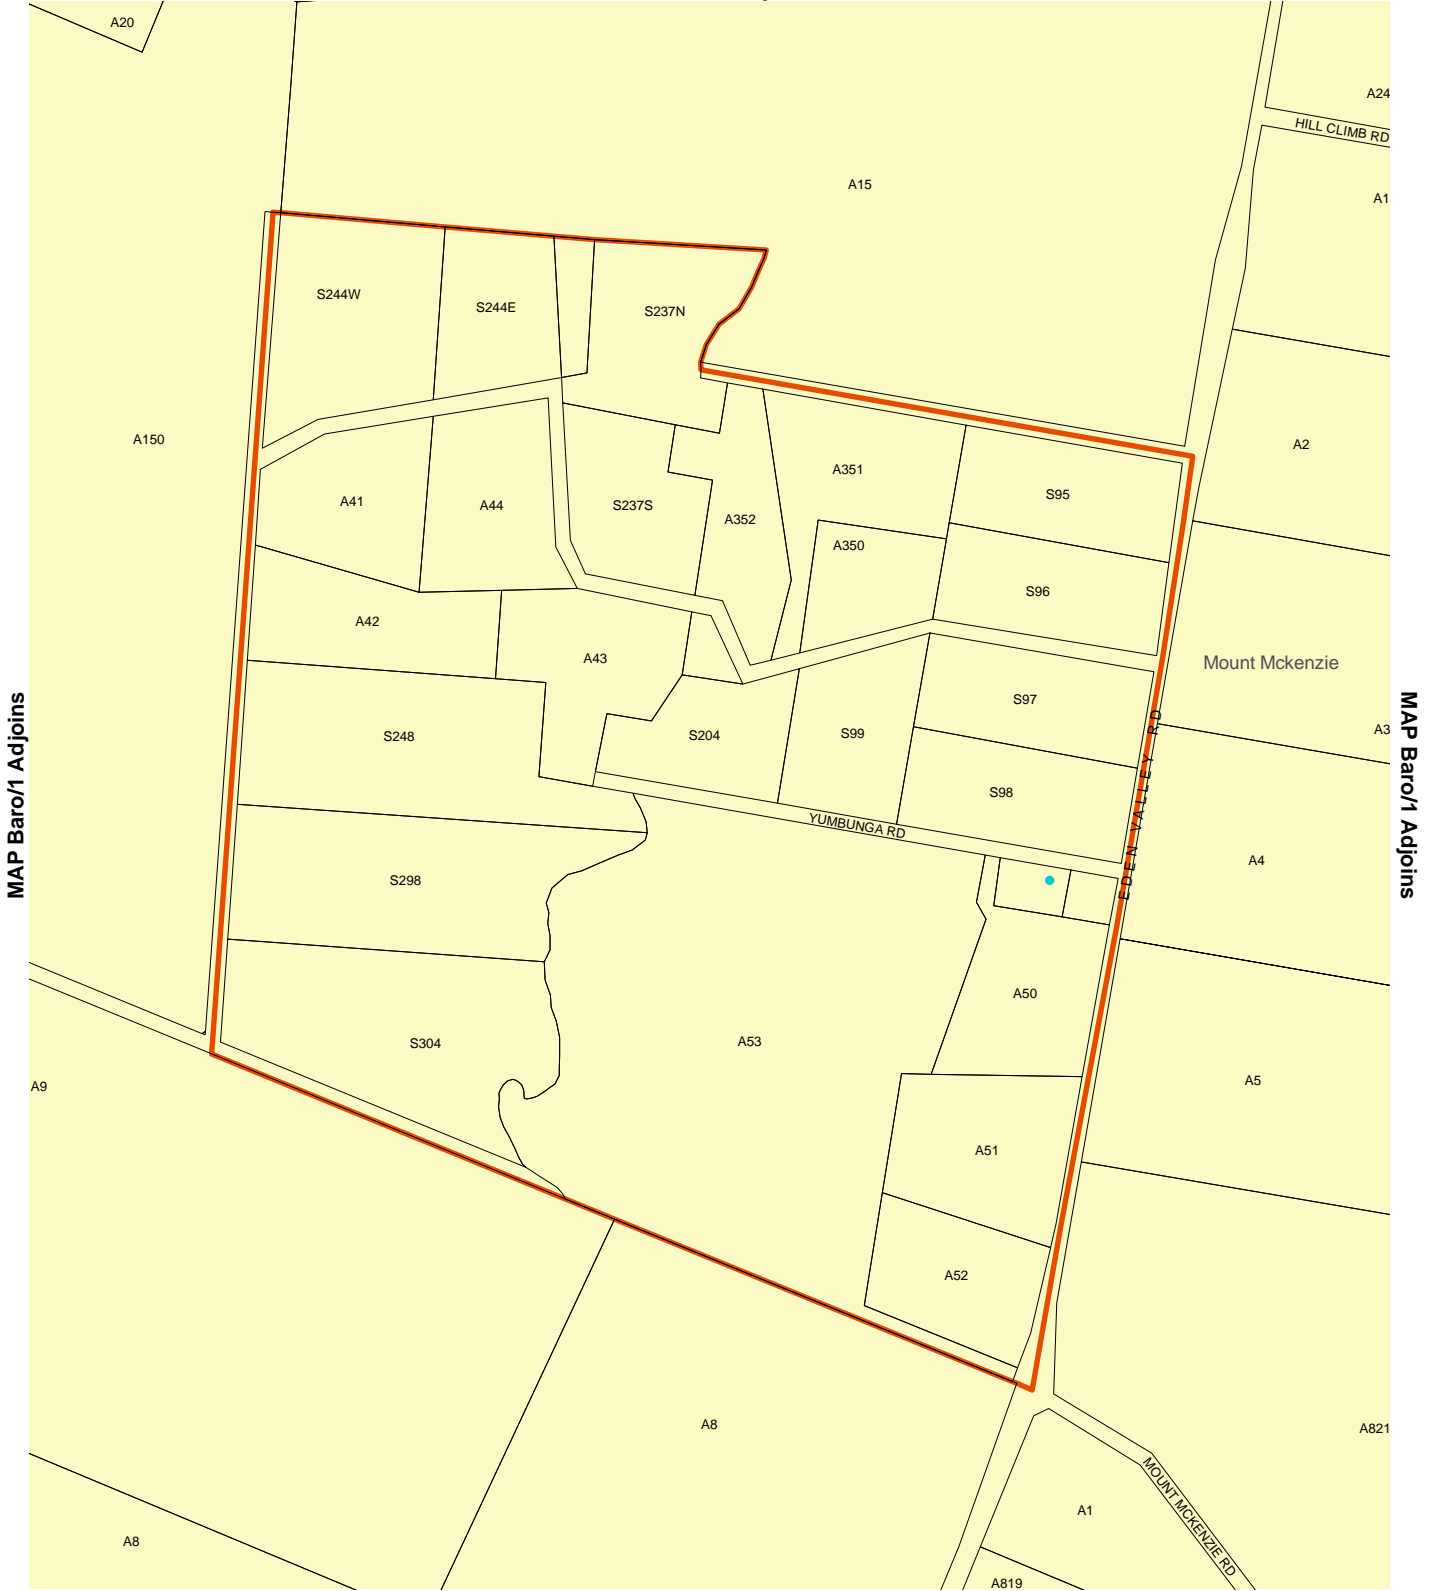 A20
A24
HILL CLIMB RD
A15
A1
S244W
S244E
S237N
A150
A2
A351
S95
A41
A44
S237S
A352
A350
S96
A42
A43
Mount Mckenzie
S97
S248
S204
S99
A3
MAP Baro/1 Adjoins
MAP Baro/1 Adjoins
EDEN VALLEY RD
S98
YUMBUNGA RD
A4
S298
A50
S304
A53
A9
A5
A51
A52
A8
A821
MOUNT MCKENZIE RD
A1
A8
A819